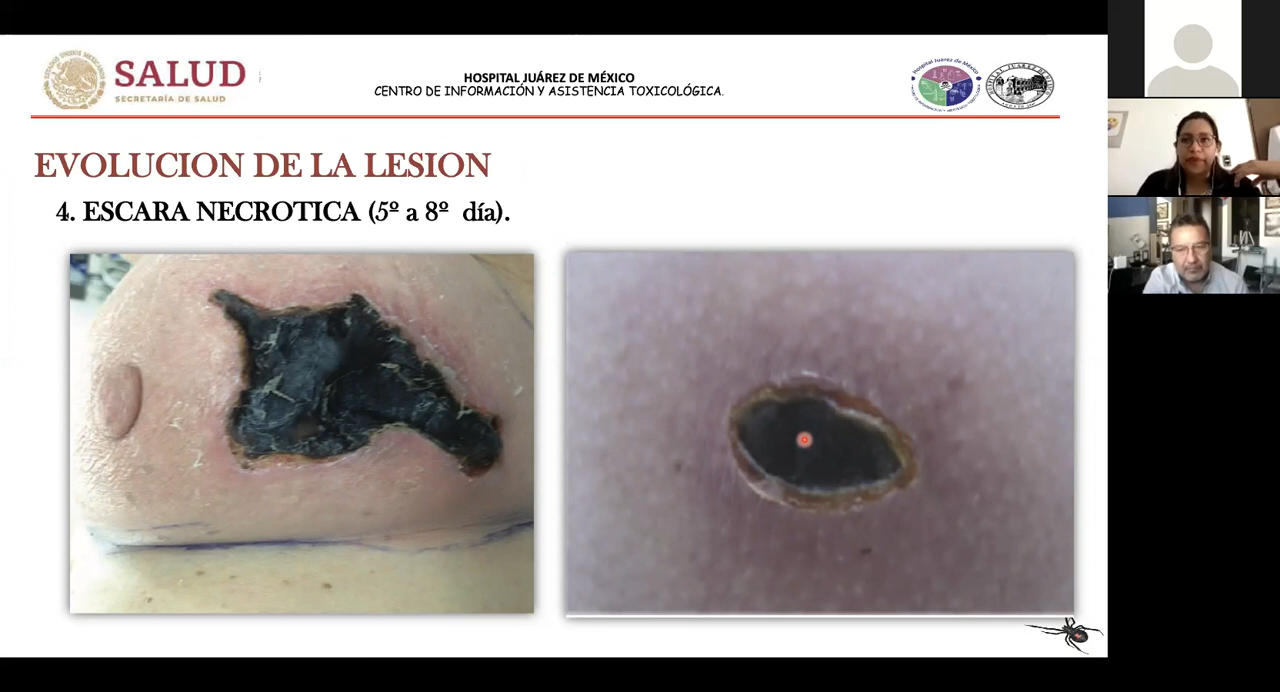 SALUD
SECRETARÍA DE SALUD
HOSPITAL JUÁREZ DE MÉXICO
CENTRO DE INFORMACIÓN Y ASISTENCIA TOXICOLÓGICA.
EVOLUCION DE LA LESION
4. ESCARA NECROTICA (5º a 8º día).